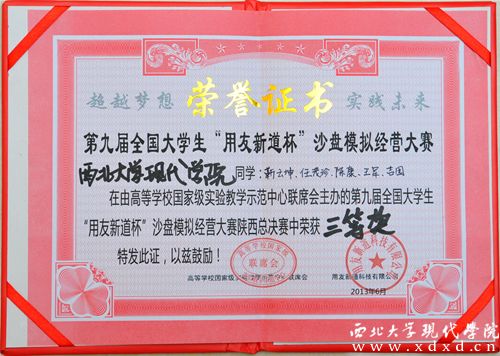 超越梦想 荣誉证书 实践未来
第九届全国大学生“用友新道杯”沙盘模拟经营大赛
西北大学现代学院同学：靳云坤、任茂珍、陈康、王军、吉园
在由高等学校国家级实验教学示范中心联席会主办的第九届全国大学生
“用友新道杯”沙盘模拟经营大赛陕西总决赛中荣获 三等奖
特发此证，以兹鼓励！
联席会
高等学校国家级实验教学示范中心联席会 用友新道科技有限公司
2013年6月
西北大学现代学院
www.xdxd.cn